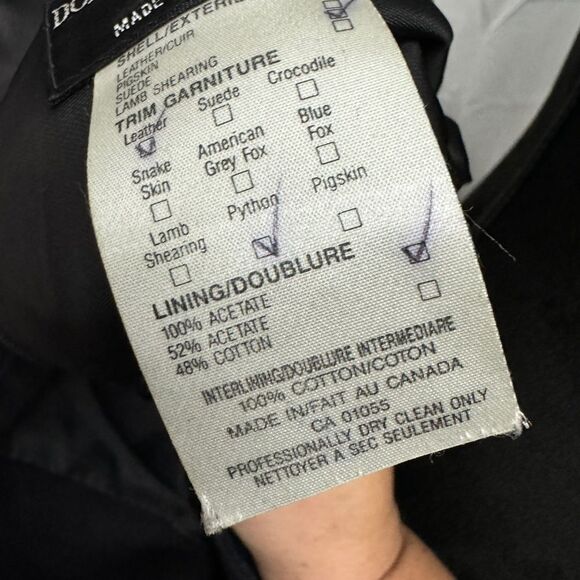 MADE
SHELL/EXTERI
LEATHER/CUIR
PIGSKIN
SUEDE
LAMB SHEARING
TRIM GARNITURE
Leather Suede Crocodile
Snake Skin American Grey Fox Blue Fox
Lamb Shearing Python Pigskin
LINING/DOUBLURE
100% ACETATE
52% ACETATE
48% COTTON
INTERLINING/DOUBLURE INTERMEDIARE
100% COTTON/COTON
MADE IN/FAIT AU CANADA
CA 01055
PROFESSIONALLY DRY CLEAN ONLY
NETTOYER A SEC SEULEMENT